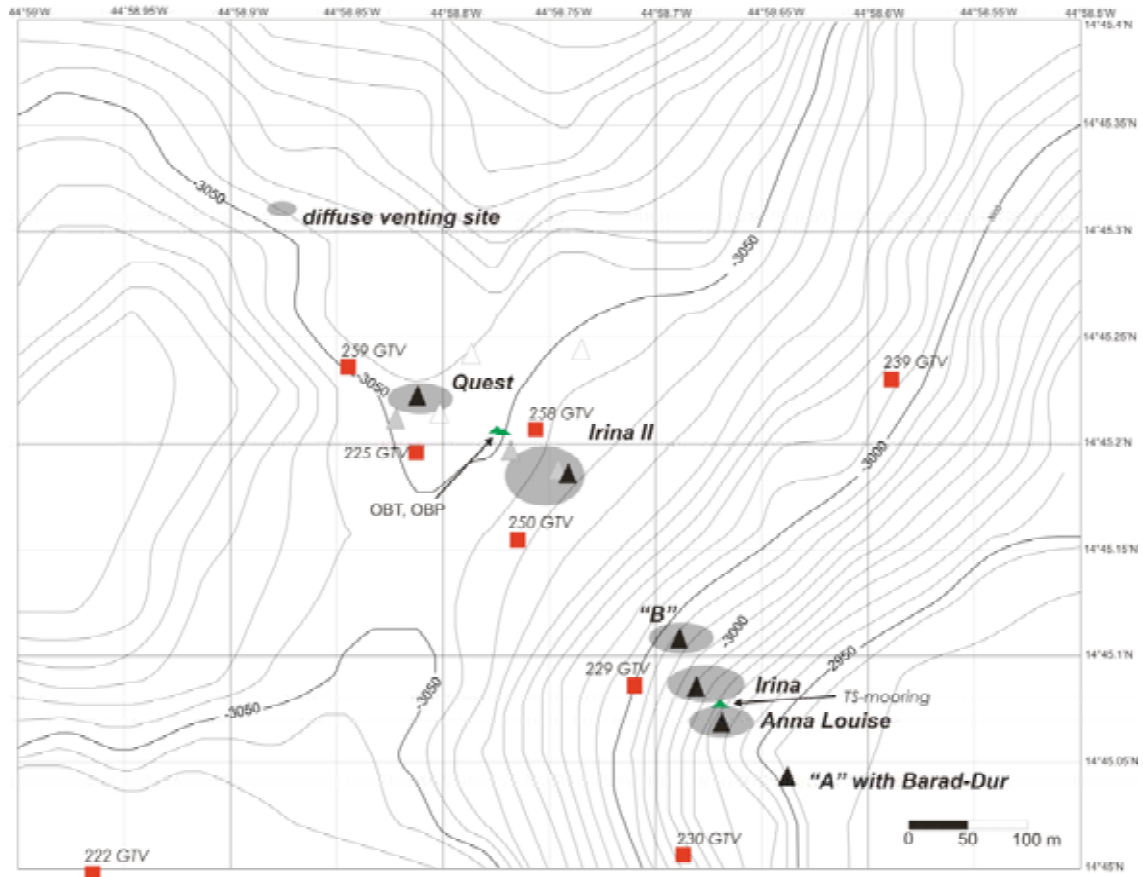 44°59'W 44°58.95'W 44°58.9'W 44°58.85'W 44°58.8'W 44°58.75'W 44°58.7'W 44°58.65'W 44°58.6'W 44°58.55'W 44°58.5'W
14°45.4'N
14°45.35'N
-3050
diffuse venting site
14°45.3'N
-3050
14°45.25'N
259 GTV
239 GTV
-3050
Quest
258 GTV
Irina II
225 GTV
14°45.2'N
-3000
OBT, OBP
250 GTV
14°45.15'N
"B"
-3000
-2950
14°45.1'N
229 GTV
Irina
TS-mooring
-3050
-3050
Anna Louise
14°45.05'N
"A" with Barad-Dur
0 50 100 m
230 GTV
222 GTV
14°45'N